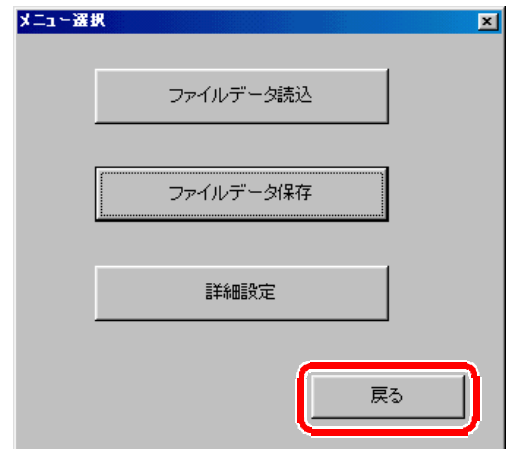 メニュー選択
ファイルデータ読込
ファイルデータ保存
詳細設定
戻る